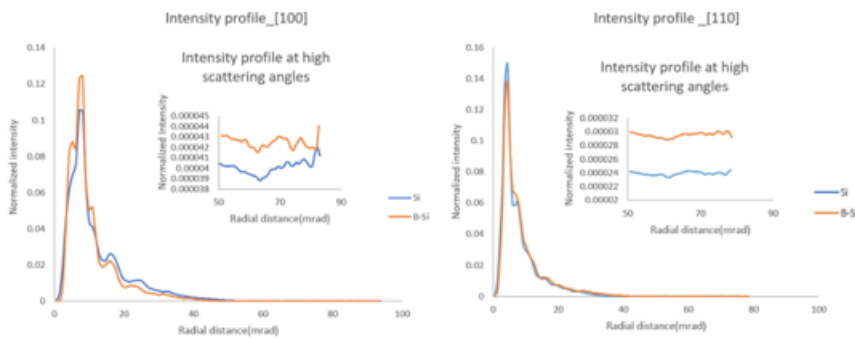 Intensity profile_[100]
Normalized intensity
0.14
0.12
0.1
0.08
0.06
0.04
0.02
0
0
20
40
60
80
100
Radial distance(mrad)
Intensity profile at high
scattering angles
Normalized intensity
0.000045
0.000044
0.000043
0.000042
0.000041
0.00004
0.000039
0.000038
50
70
90
Radial distance(mrad)
Si
B-Si
Intensity profile _[110]
Normalized intensity
0.16
0.14
0.12
0.1
0.08
0.06
0.04
0.02
0
0
20
40
60
80
100
Radial distance(mrad)
Intensity profile at high
scattering angles
Normalized intensity
0.000032
0.00003
0.000028
0.000026
0.000024
0.000022
0.00002
50
70
90
Radial distance(mrad)
Si
B-S